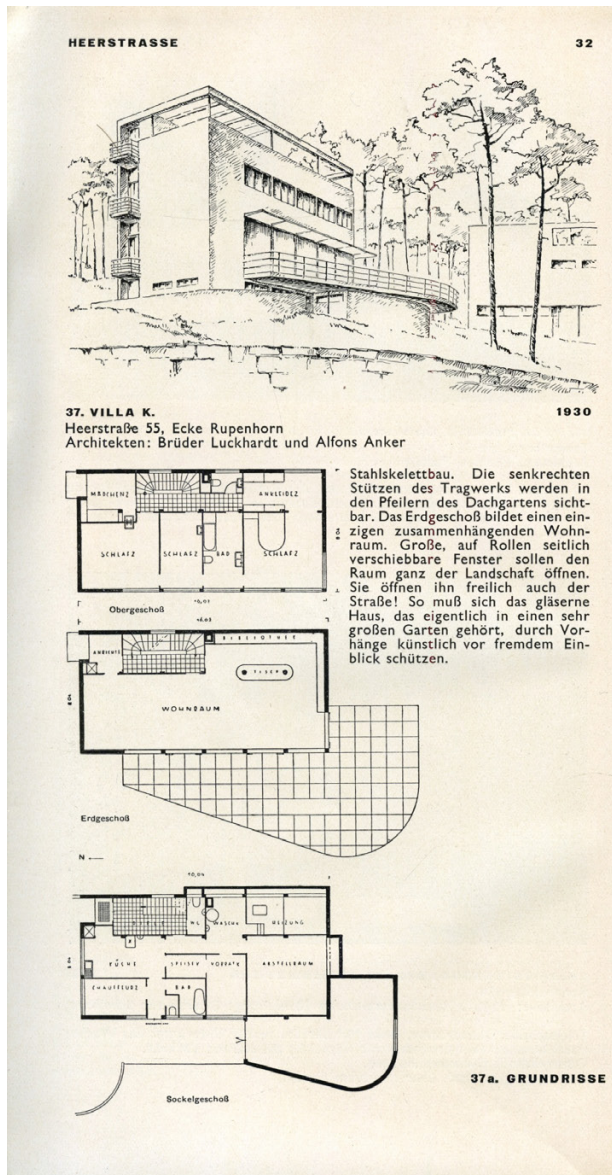 HEERSTRASSE 32
37. VILLA K. 1930
Heerstraße 55, Ecke Rupenhorn
Architekten: Brüder Luckhardt und Alfons Anker
Stahlskelettbau. Die senkrechten
Stützen des Tragwerks werden in
den Pfeilern des Dachgartens sicht-
bar. Das Erdgeschoß bildet einen ein-
zigen zusammenhängenden Wohn-
raum. Große, auf Rollen seitlich
verschiebbare Fenster sollen den
Raum ganz der Landschaft öffnen.
Sie öffnen ihn freilich auch der
Straße! So muß sich das gläserne
Haus, das eigentlich in einen sehr
großen Garten gehört, durch Vor-
hänge künstlich vor fremdem Ein-
blick schützen.
MÄDCHENZ ANKLEIDEZ
SCHLAFZ SCHLAFZ BAD SCHLAFZ
Obergeschoß
BIBLIOTHEK
ANRICHTE
WOHNRAUM
Erdgeschoß
N
WC WASCHK HEIZUNG
KÜCHE SPEISEN VORRÄTE ABSTELLRAUM
CHAUFFEURZ BAD
37a. GRUNDRISSE
Sockelgeschoß